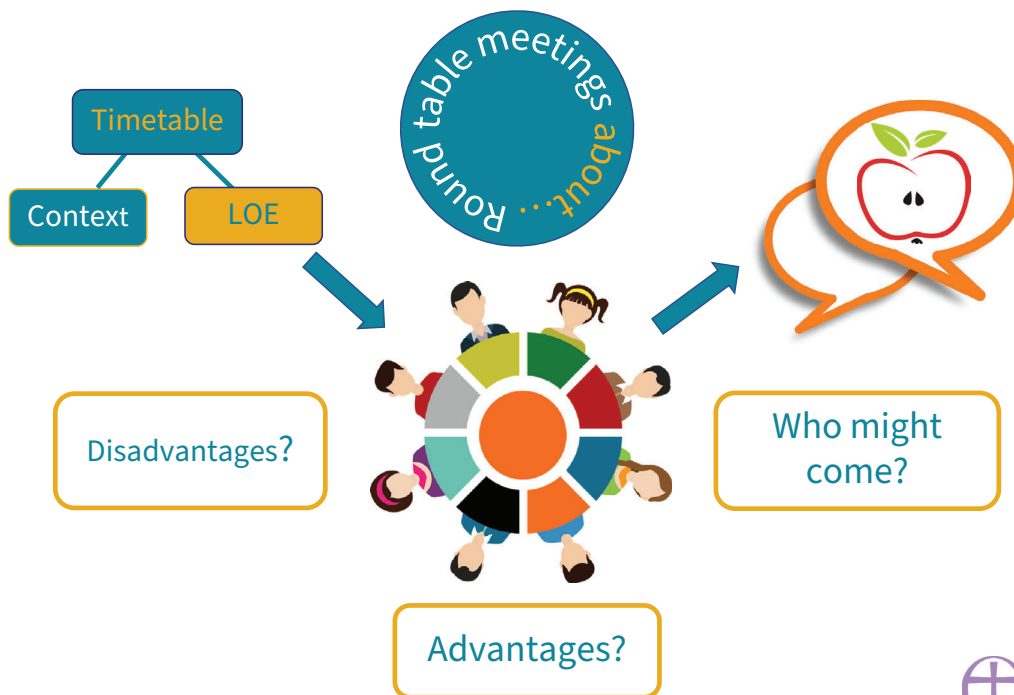 Round table meetings about...
Timetable
Context
LOE
Disadvantages?
Who might
come?
Advantages?